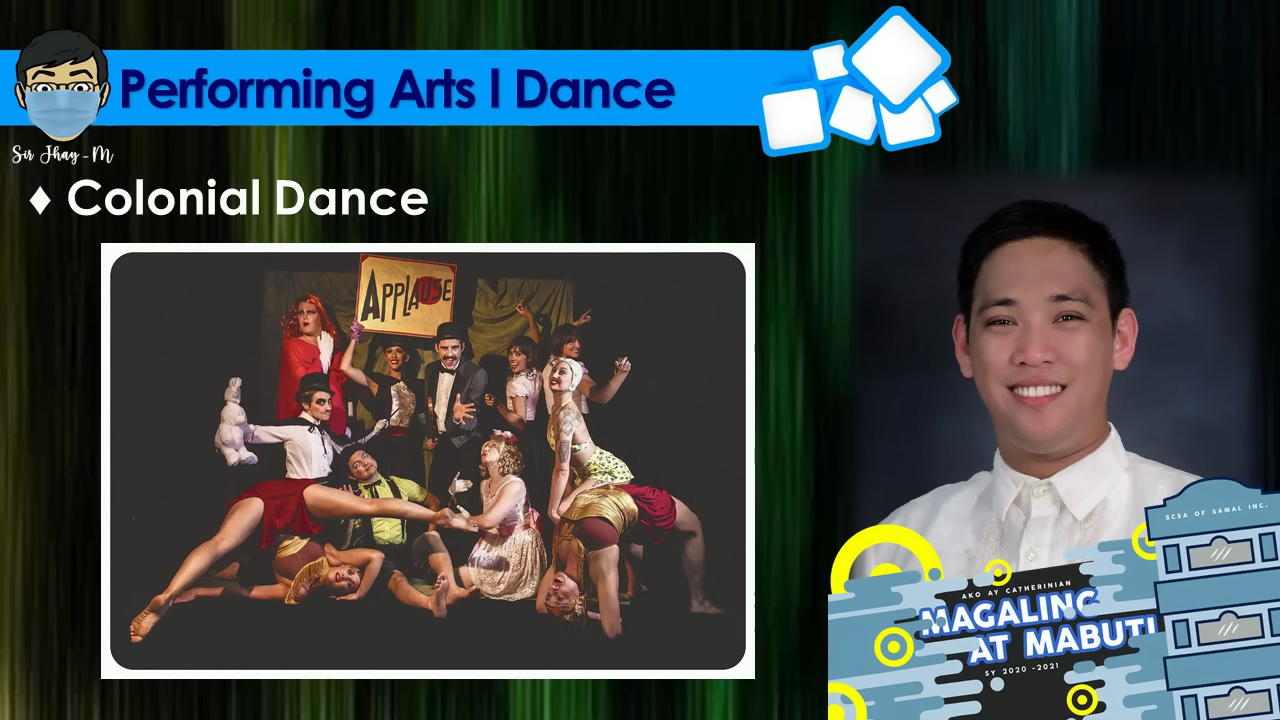 Performing Arts l Dance
Sir Jhay-M
♦ Colonial Dance
APPLAUSE
SCSA OF SAMAL INC.
AKO AY CATHERINIAN
MAGALING
AT MABUTI
SY 2020 -2021